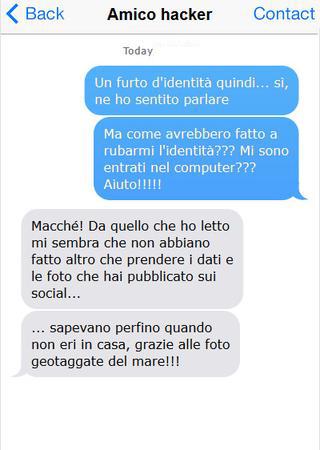 Back
Amico hacker
Contact
Today
Un furto d'identità quindi... sì,
ne ho sentito parlare
Ma come avrebbero fatto a
rubarmi l'identità??? Mi sono
entrati nel computer???
Aiuto!!!!!
Macché! Da quello che ho letto
mi sembra che non abbiano
fatto altro che prendere i dati e
le foto che hai pubblicato sui
social...
... sapevano perfino quando
non eri in casa, grazie alle foto
geotaggate del mare!!!